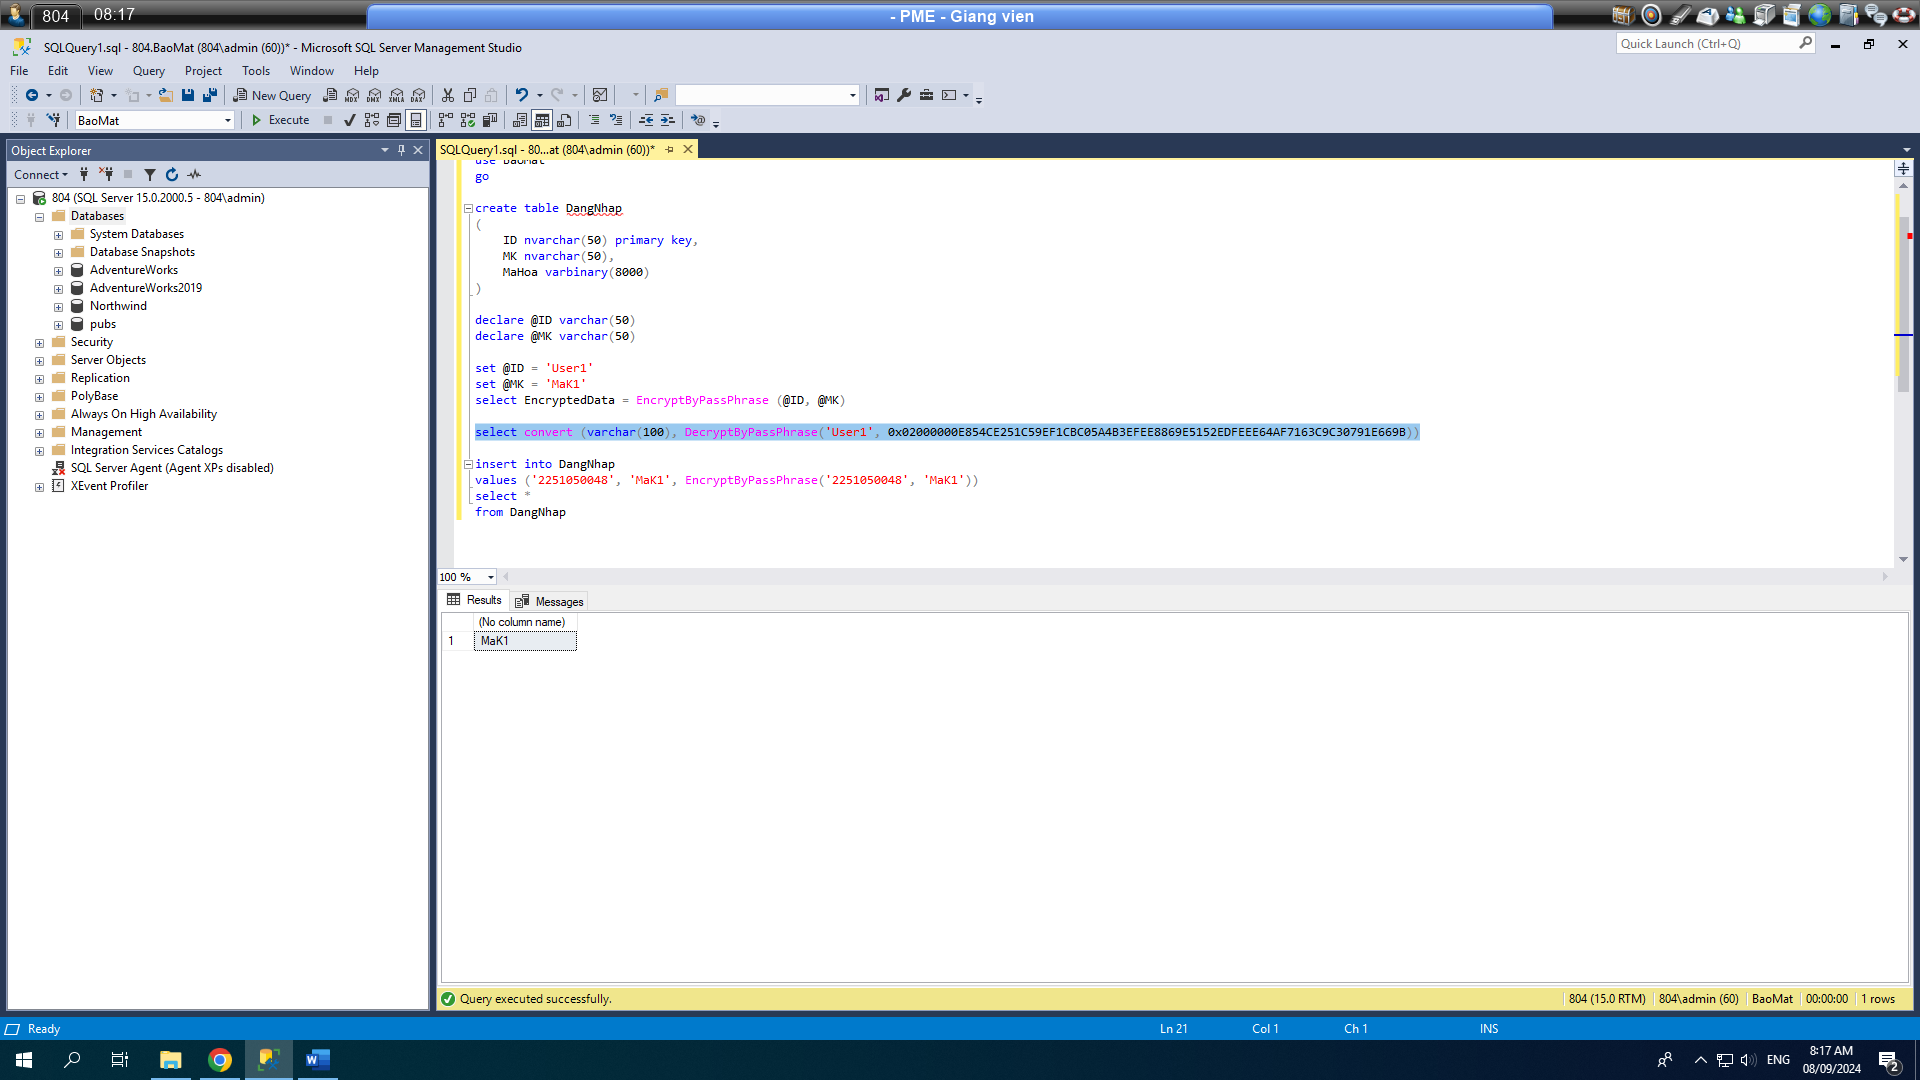 804 08:17 - PME - Giang vien
SQLQuery1.sql - 804.BaoMat (804\admin (60))* - Microsoft SQL Server Management Studio
Quick Launch (Ctrl+Q)
File Edit View Query Project Tools Window Help
New Query MDX DMX XMLA DAX
BaoMat Execute
Object Explorer
Connect
804 (SQL Server 15.0.2000.5 - 804\admin)
Databases
System Databases
Database Snapshots
AdventureWorks
AdventureWorks2019
Northwind
pubs
Security
Server Objects
Replication
PolyBase
Always On High Availability
Management
Integration Services Catalogs
SQL Server Agent (Agent XPs disabled)
XEvent Profiler
SQLQuery1.sql - 80...at (804\admin (60))*
use BaoMat
go
create table DangNhap
(
ID nvarchar(50) primary key,
MK nvarchar(50),
MaHoa varbinary(8000)
)
declare @ID varchar(50)
declare @MK varchar(50)
set @ID = 'User1'
set @MK = 'MaK1'
select EncryptedData = EncryptByPassPhrase (@ID, @MK)
select convert (varchar(100), DecryptByPassPhrase('User1', 0x02000000E854CE251C59EF1CBC05A4B3EFEE8869E5152EDFEEE64AF7163C9C30791E669B))
insert into DangNhap
values ('2251050048', 'MaK1', EncryptByPassPhrase('2251050048', 'MaK1'))
select *
from DangNhap
100 %
Results Messages
(No column name)
1 MaK1
Query executed successfully. 804 (15.0 RTM) 804\admin (60) BaoMat 00:00:00 1 rows
Ready Ln 21 Col 1 Ch 1 INS
ENG 8:17 AM
08/09/2024 2